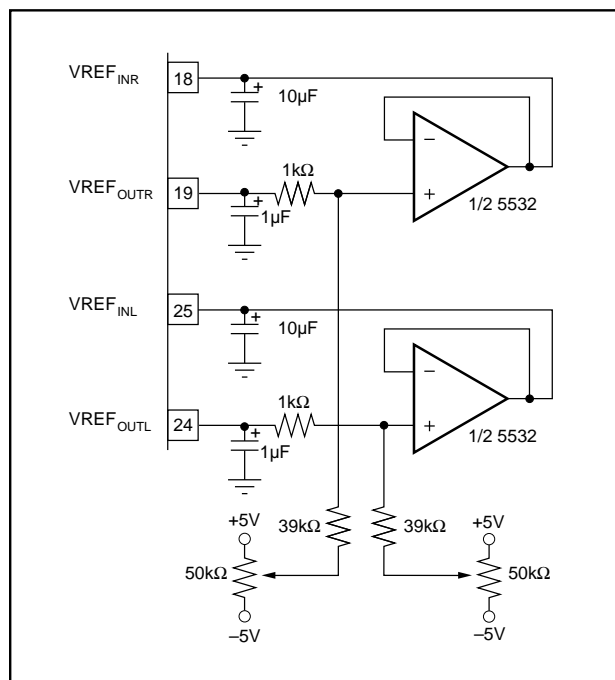 VREF_INR 18
10µF
1kΩ
VREF_OUTR 19
1µF
−
+
1/2 5532
VREF_INL 25
10µF
1kΩ
VREF_OUTL 24
1µF
−
+
1/2 5532
+5V 39kΩ 39kΩ +5V
50kΩ 50kΩ
–5V –5V